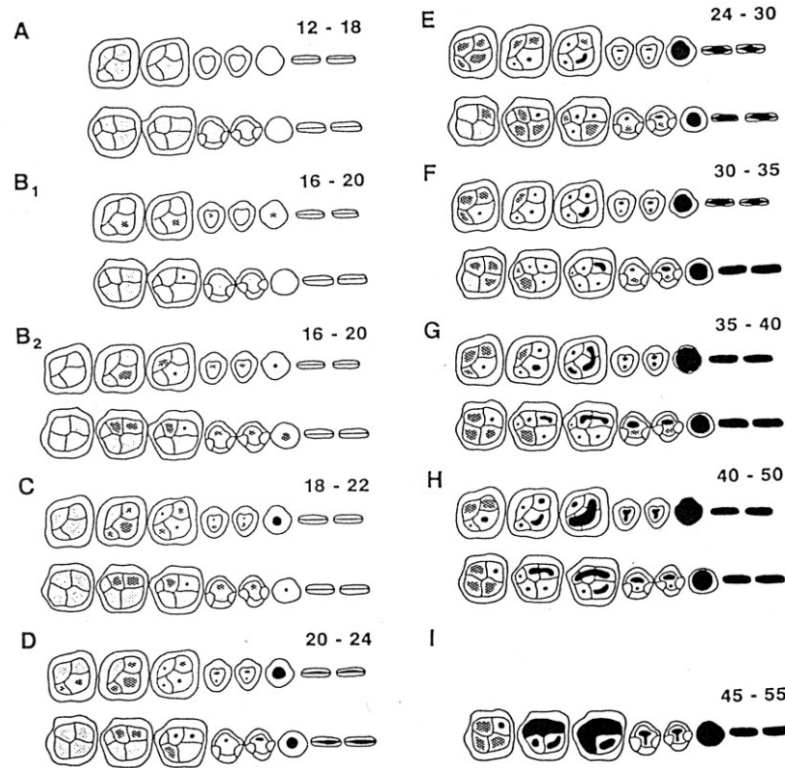 A 12 - 18
B1 16 - 20
B2 16 - 20
C 18 - 22
D 20 - 24
E 24 - 30
F 30 - 35
G 35 - 40
H 40 - 50
I
45 - 55